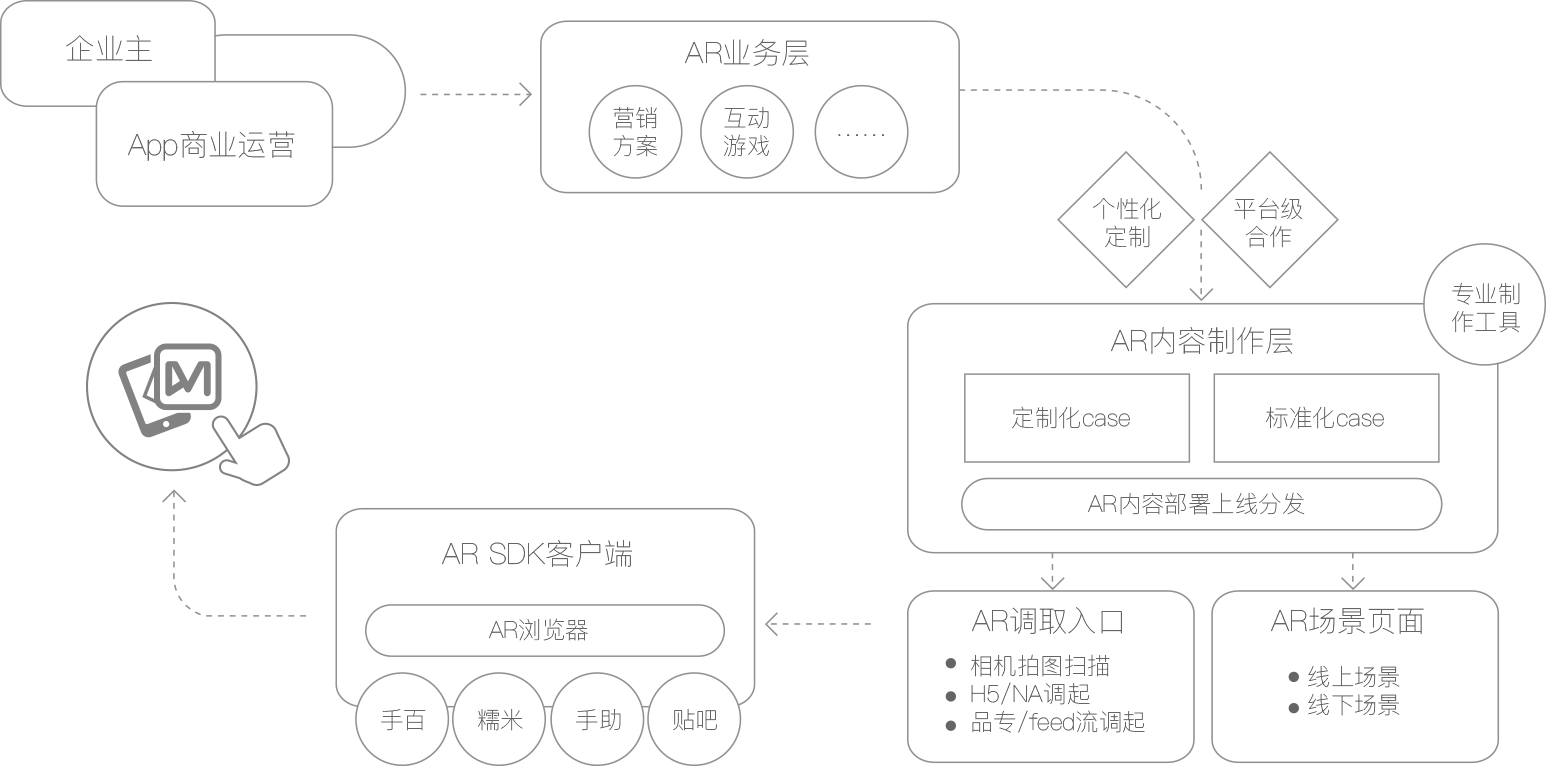 企业主
App商业运营
AR业务层
营销
方案
互动
游戏
……
个性化
定制
平台级
合作
专业制
作工具
AR内容制作层
定制化case
标准化case
AR内容部署上线分发
AR调取入口
相机拍图扫描
H5/NA调起
品专/feed流调起
AR场景页面
线上场景
线下场景
AR SDK客户端
AR浏览器
手百
糯米
手助
贴吧